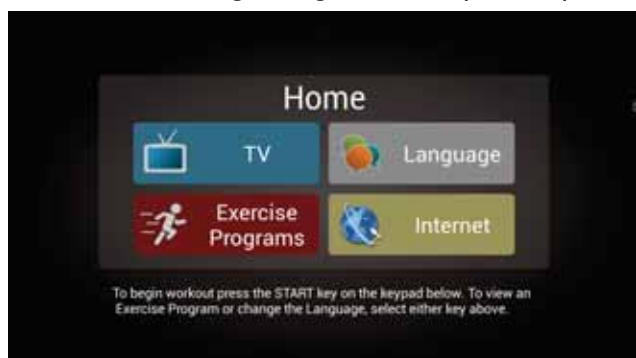 Home
TV
Language
Exercise
Programs
Internet
To begin workout press the START key on the keypad below. To view an
Exercise Program or change the Language, select either key above.